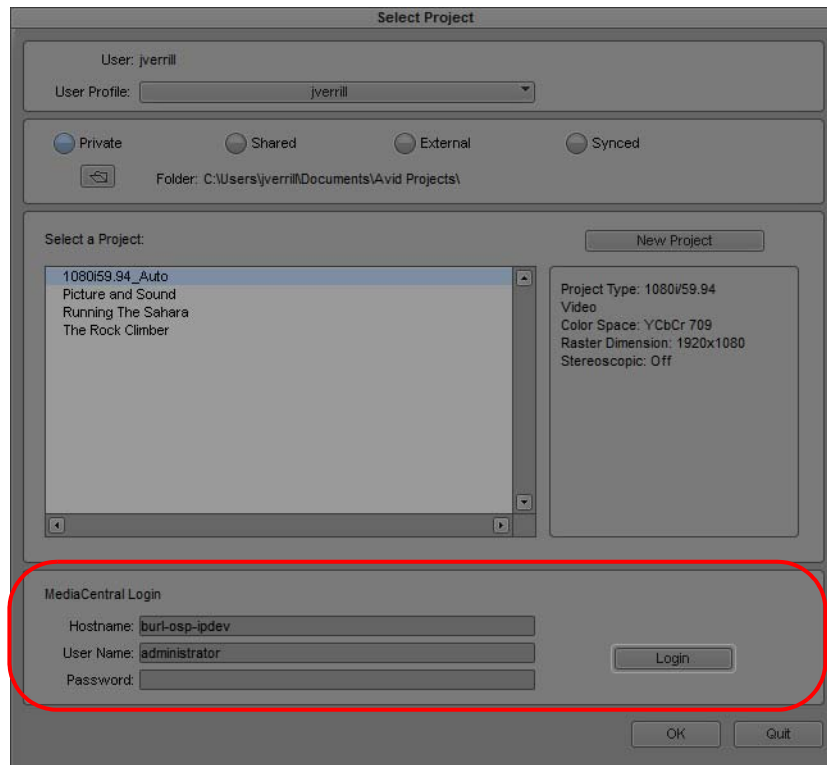 Select Project
User: jverrill
User Profile: jverrill
Private Shared External Synced
Folder: C:\Users\jverrill\Documents\Avid Projects\
Select a Project:
New Project
1080i59.94_Auto
Picture and Sound
Running The Sahara
The Rock Climber
Project Type: 1080i/59.94
Video
Color Space: YCbCr 709
Raster Dimension: 1920x1080
Stereoscopic: Off
MediaCentral Login
Hostname: burl-osp-ipdev
User Name: administrator
Password:
Login
OK Quit